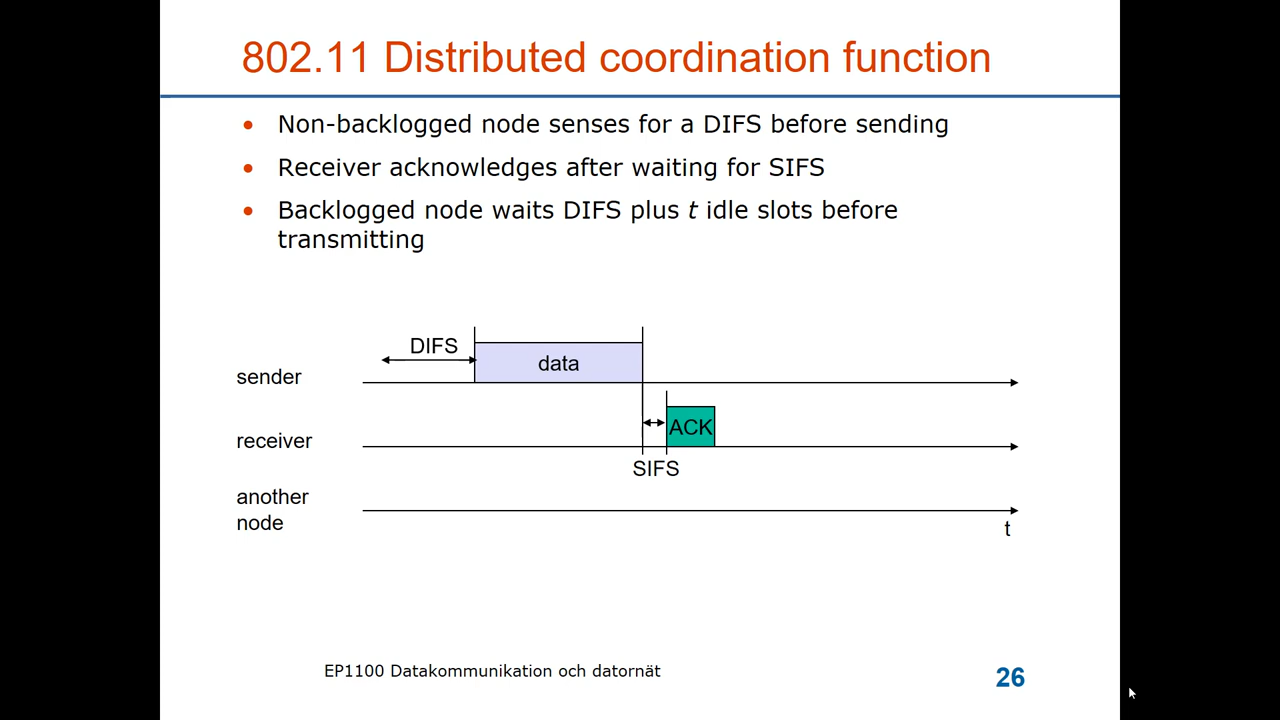 802.11 Distributed coordination function
• Non-backlogged node senses for a DIFS before sending
• Receiver acknowledges after waiting for SIFS
• Backlogged node waits DIFS plus t idle slots before
transmitting
DIFS
data
sender
ACK
receiver
SIFS
another
node
t
EP1100 Datakommunikation och datornät
26